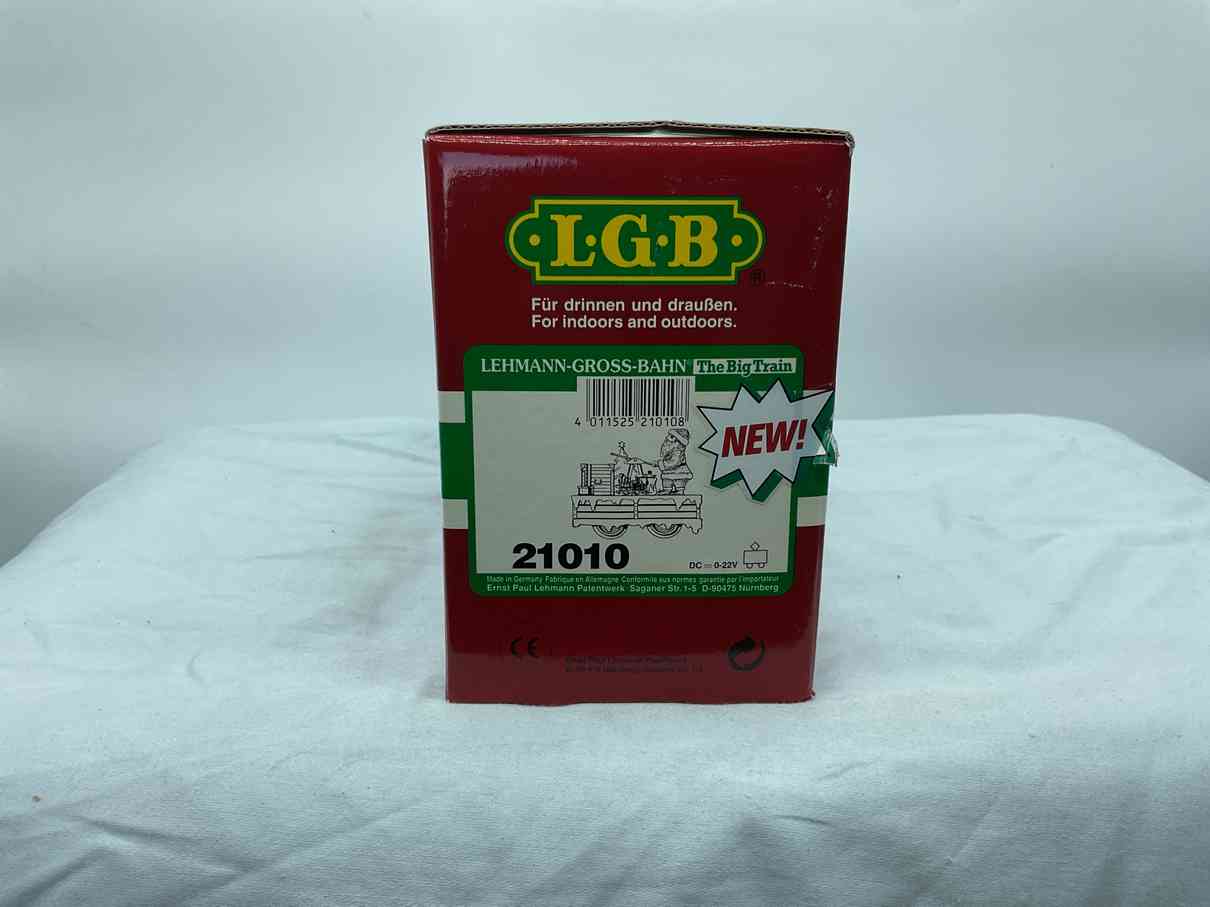 L·G·B
®
Für drinnen und draußen.
For indoors and outdoors.
LEHMANN-GROSS-BAHN® The Big Train
4 011525 210108
NEW!
21010
DC = 0-22V
Made in Germany Fabriqué en Allemagne Conformité aux normes garantie par l'importateur
Ernst Paul Lehmann Patentwerk Saganer Str. 1-5 D-90475 Nürnberg
CE